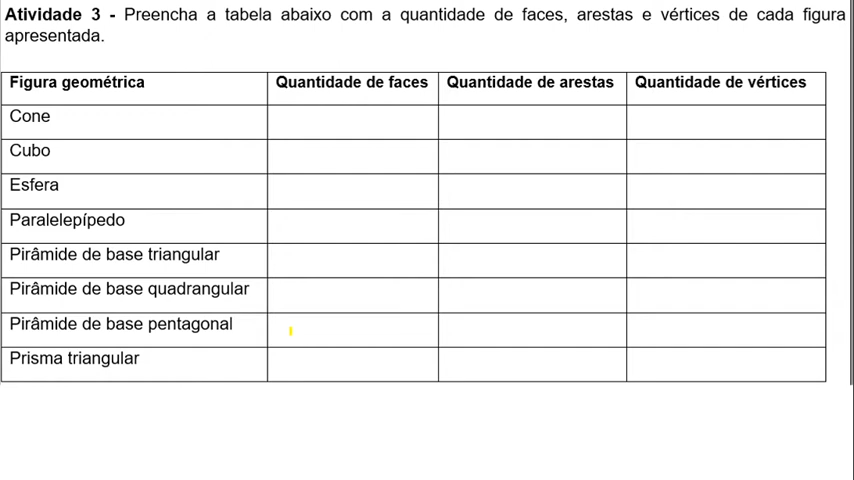 Atividade 3 - Preencha a tabela abaixo com a quantidade de faces, arestas e vértices de cada figura
apresentada.
Figura geométrica Quantidade de faces Quantidade de arestas Quantidade de vértices
Cone
Cubo
Esfera
Paralelepípedo
Pirâmide de base triangular
Pirâmide de base quadrangular
Pirâmide de base pentagonal
Prisma triangular